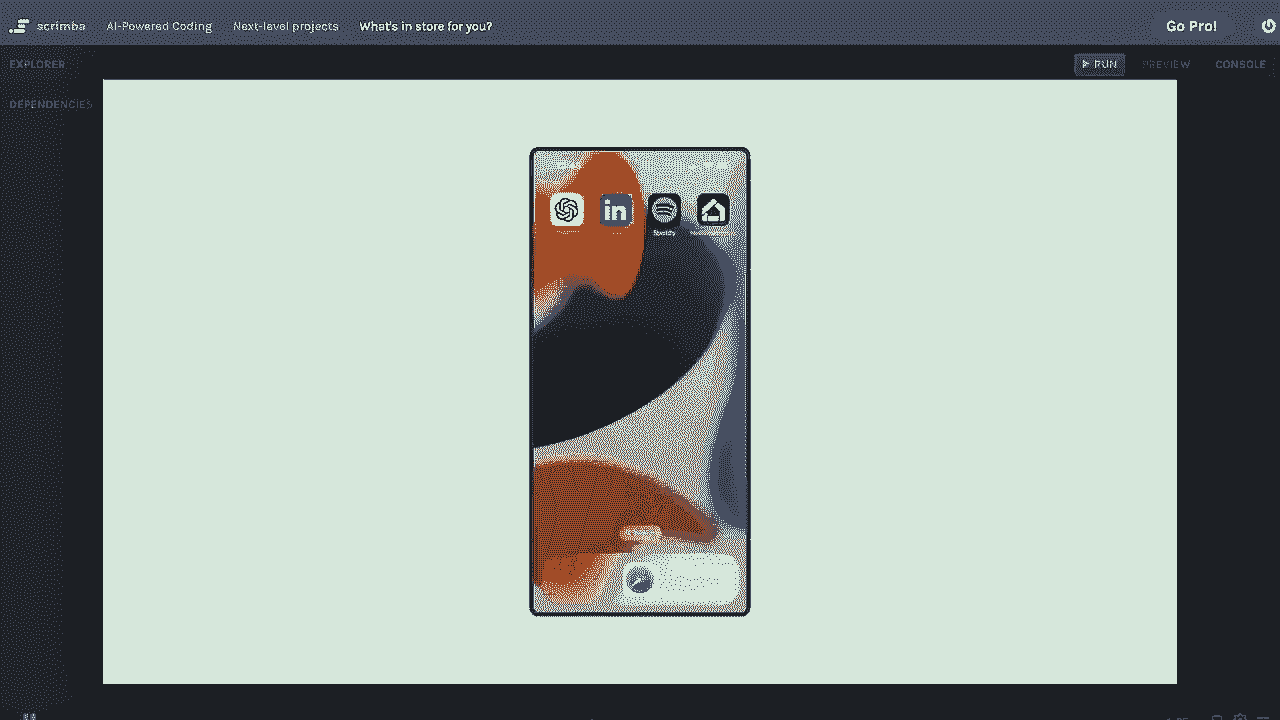 scrimba AI-Powered Coding Next-level projects What's in store for you? Go Pro!
EXPLORER RUN PREVIEW CONSOLE
DEPENDENCIES
in
Spotify